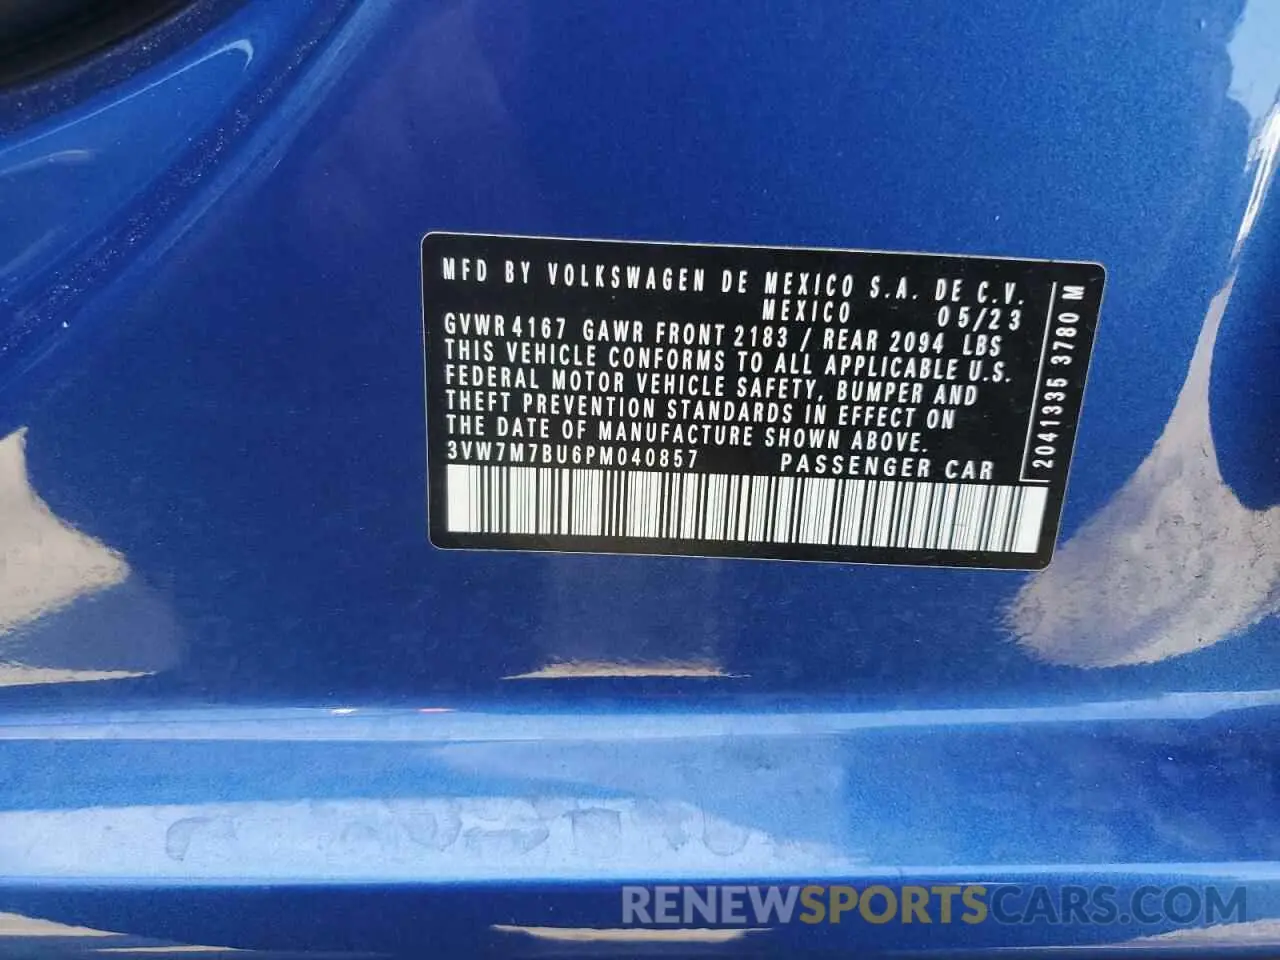 MFD BY VOLKSWAGEN DE MEXICO S.A. DE C.V.
MEXICO 05/23
GVWR 4167 GAWR FRONT 2183 / REAR 2094 LBS
THIS VEHICLE CONFORMS TO ALL APPLICABLE U.S.
FEDERAL MOTOR VEHICLE SAFETY, BUMPER AND
THEFT PREVENTION STANDARDS IN EFFECT ON
THE DATE OF MANUFACTURE SHOWN ABOVE.
3VW7M7BU6PM040857 PASSENGER CAR
2041335 3780 M
RENEWSPORTSCARS.COM